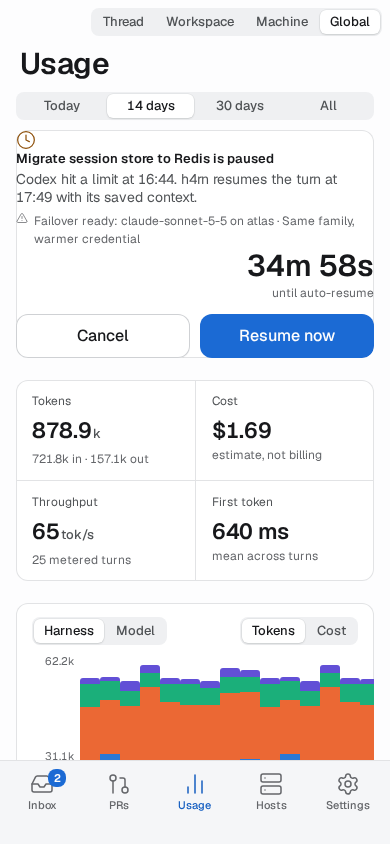 Thread Workspace Machine Global
Usage
Today 14 days 30 days All
Migrate session store to Redis is paused
Codex hit a limit at 16:44. h4m resumes the turn at
17:49 with its saved context.
Failover ready: claude-sonnet-5-5 on atlas · Same family,
warmer credential
34m 58s
until auto-resume
Cancel Resume now
Tokens Cost
878.9k $1.69
721.8k in · 157.1k out estimate, not billing
Throughput First token
65 tok/s 640 ms
25 metered turns mean across turns
Harness Model Tokens Cost
62.2k
31.1k
2
Inbox PRs Usage Hosts Settings